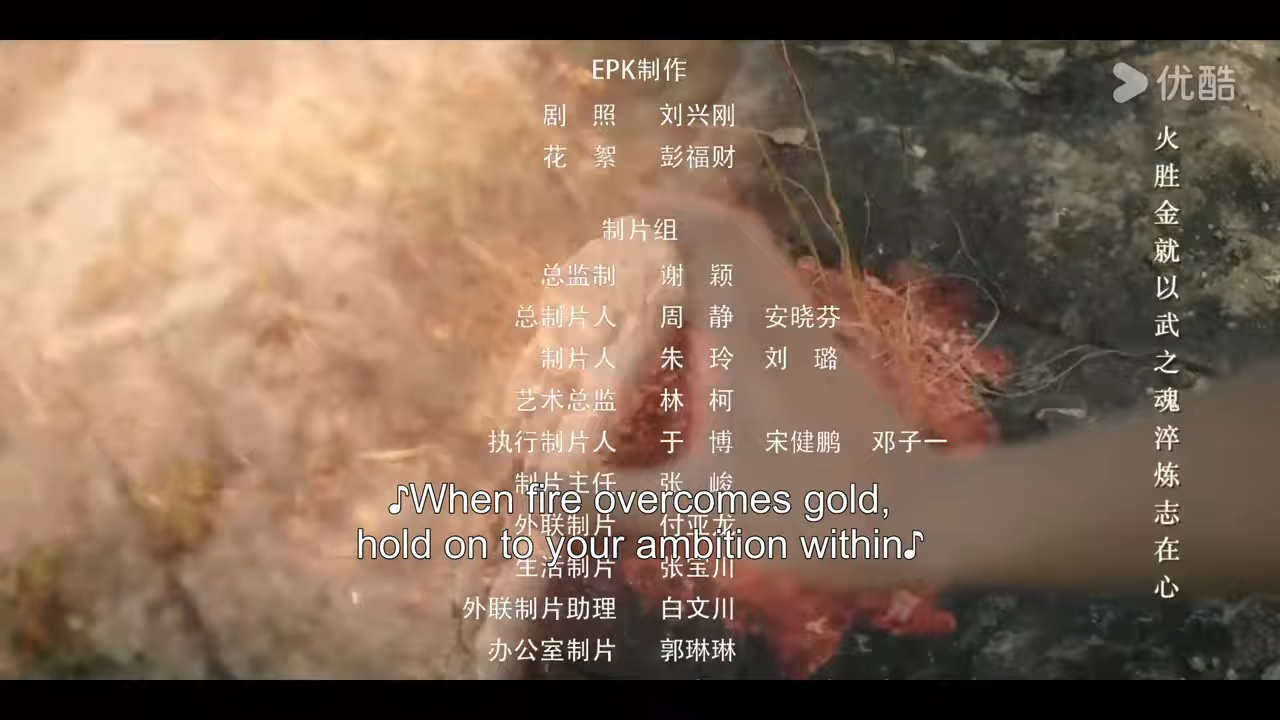 EPK制作
剧 照 刘兴刚
花 絮 彭福财
制片组
总监制 谢 颖
总制片人 周 静 安晓芬
制片人 朱 玲 刘 璐
艺术总监 林 柯
执行制片人 于 博 宋健鹏 邓子一
制片主任 张 峻
♪When fire overcomes gold,
外联制片 付亚龙
hold on to your ambition within♪
生活制片 张宝川
外联制片助理 白文川
办公室制片 郭琳琳
优酷
火胜金就以武之魂淬炼志在心